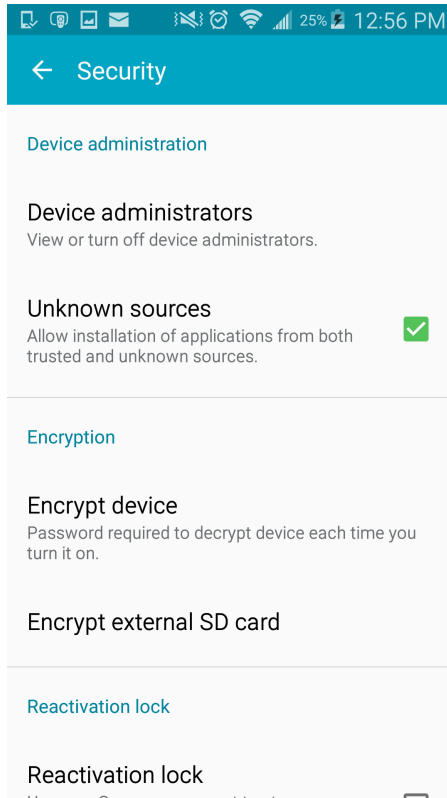 25% 12:56 PM
Security
Device administration
Device administrators
View or turn off device administrators.
Unknown sources
Allow installation of applications from both
trusted and unknown sources.
Encryption
Encrypt device
Password required to decrypt device each time you
turn it on.
Encrypt external SD card
Reactivation lock
Reactivation lock